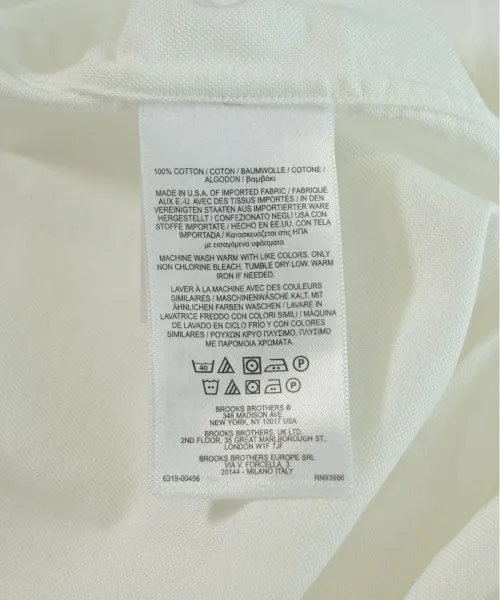 100% COTTON / COTON / BAUMWOLLE / COTONE /
ALGODON / βαμβάκι
MADE IN U.S.A. OF IMPORTED FABRIC / FABRIQUE
AUX E.-U. AVEC DES TISSUS IMPORTÉS / IN DEN
VEREINIGTEN STAATEN AUS IMPORTIERTER WARE
HERGESTELLT / CONFEZIONATO NEGLI USA CON
STOFFE IMPORTATE / HECHO EN EE.UU. CON TELA
IMPORTADA / Κατασκευάζεται στις ΗΠΑ
με εισαγόμενα υφάσματα
MACHINE WASH WARM WITH LIKE COLORS. ONLY
NON CHLORINE BLEACH. TUMBLE DRY LOW. WARM
IRON IF NEEDED.
LAVER À LA MACHINE AVEC DES COULEURS
SIMILAIRES / MASCHINENWÄSCHE KALT. MIT
ÄHNLICHEN FARBEN WASCHEN / LAVARE IN
LAVATRICE FREDDO CON COLORI SIMILI / MÁQUINA
DE LAVADO EN CICLO FRÍO Y CON COLORES
SIMILARES / ΡΟΥΧΩΝ ΚΡΥΟ ΠΛΥΣΙΜΟ. ΠΛΥΣΙΜΟ
ΜΕ ΠΑΡΟΜΟΙΑ ΧΡΩΜΑΤΑ.
40 P
P
BROOKS BROTHERS ®
346 MADISON AVE.
NEW YORK, NY 10017 USA
BROOKS BROTHERS, UK LTD.
2ND FLOOR, 35 GREAT MARLBOROUGH ST.
LONDON W1F 7JF
BROOKS BROTHERS EUROPE SRL
VIA V. FORCELLA, 3
20144 - MILANO ITALY
6319-00456 RN93986